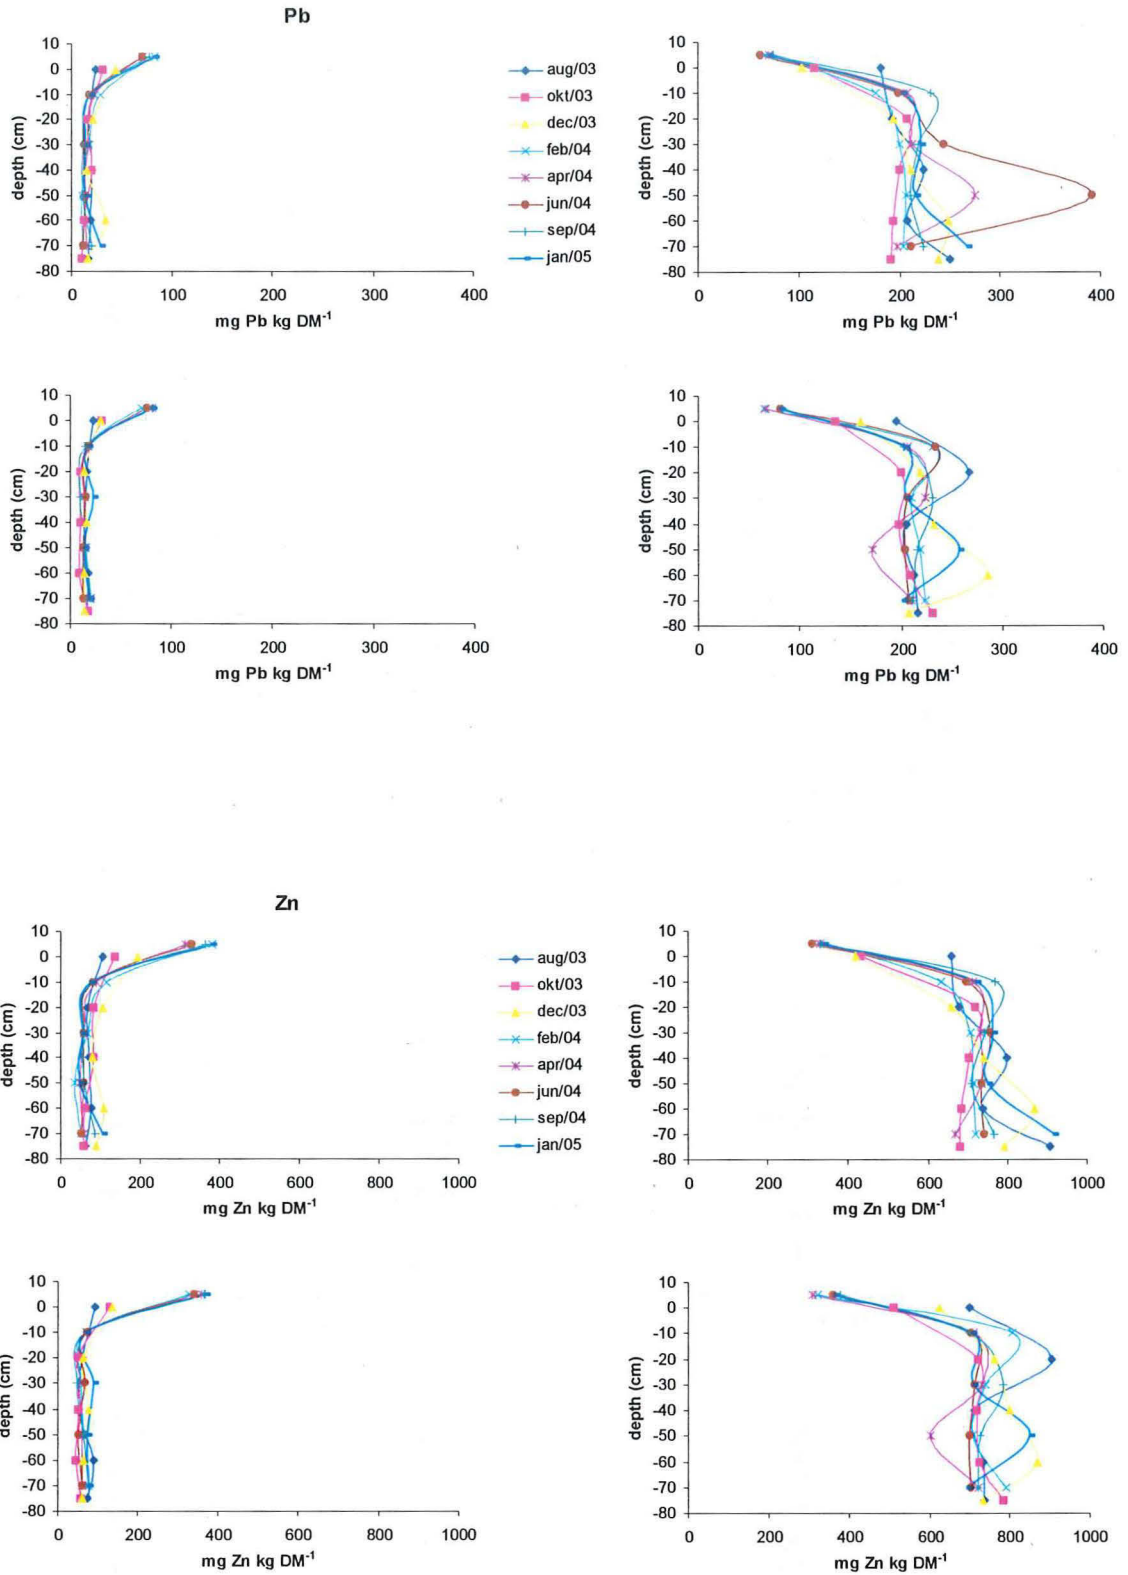 Pb
10
0
-10
-20
-30
-40
-50
-60
-70
-80
depth (cm)
0 100 200 300 400
mg Pb kg DM-1
aug/03
okt/03
dec/03
feb/04
apr/04
jun/04
sep/04
jan/05
10
0
-10
-20
-30
-40
-50
-60
-70
-80
depth (cm)
0 100 200 300 400
mg Pb kg DM-1
10
0
-10
-20
-30
-40
-50
-60
-70
-80
depth (cm)
0 100 200 300 400
mg Pb kg DM-1
10
0
-10
-20
-30
-40
-50
-60
-70
-80
depth (cm)
0 100 200 300 400
mg Pb kg DM-1
Zn
10
0
-10
-20
-30
-40
-50
-60
-70
-80
depth (cm)
0 200 400 600 800 1000
mg Zn kg DM-1
aug/03
okt/03
dec/03
feb/04
apr/04
jun/04
sep/04
jan/05
10
0
-10
-20
-30
-40
-50
-60
-70
-80
depth (cm)
0 200 400 600 800 1000
mg Zn kg DM-1
10
0
-10
-20
-30
-40
-50
-60
-70
-80
depth (cm)
0 200 400 600 800 1000
mg Zn kg DM-1
10
0
-10
-20
-30
-40
-50
-60
-70
-80
depth (cm)
0 200 400 600 800 1000
mg Zn kg DM-1